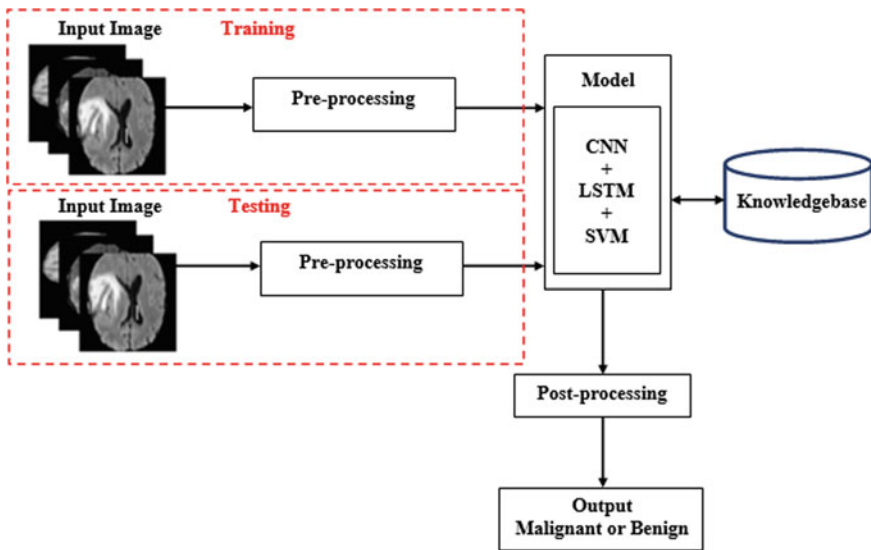 Input Image
Training
Pre-processing
Model
CNN
+
LSTM
+
SVM
Knowledgebase
Input Image
Testing
Pre-processing
Post-processing
Output
Malignant or Benign